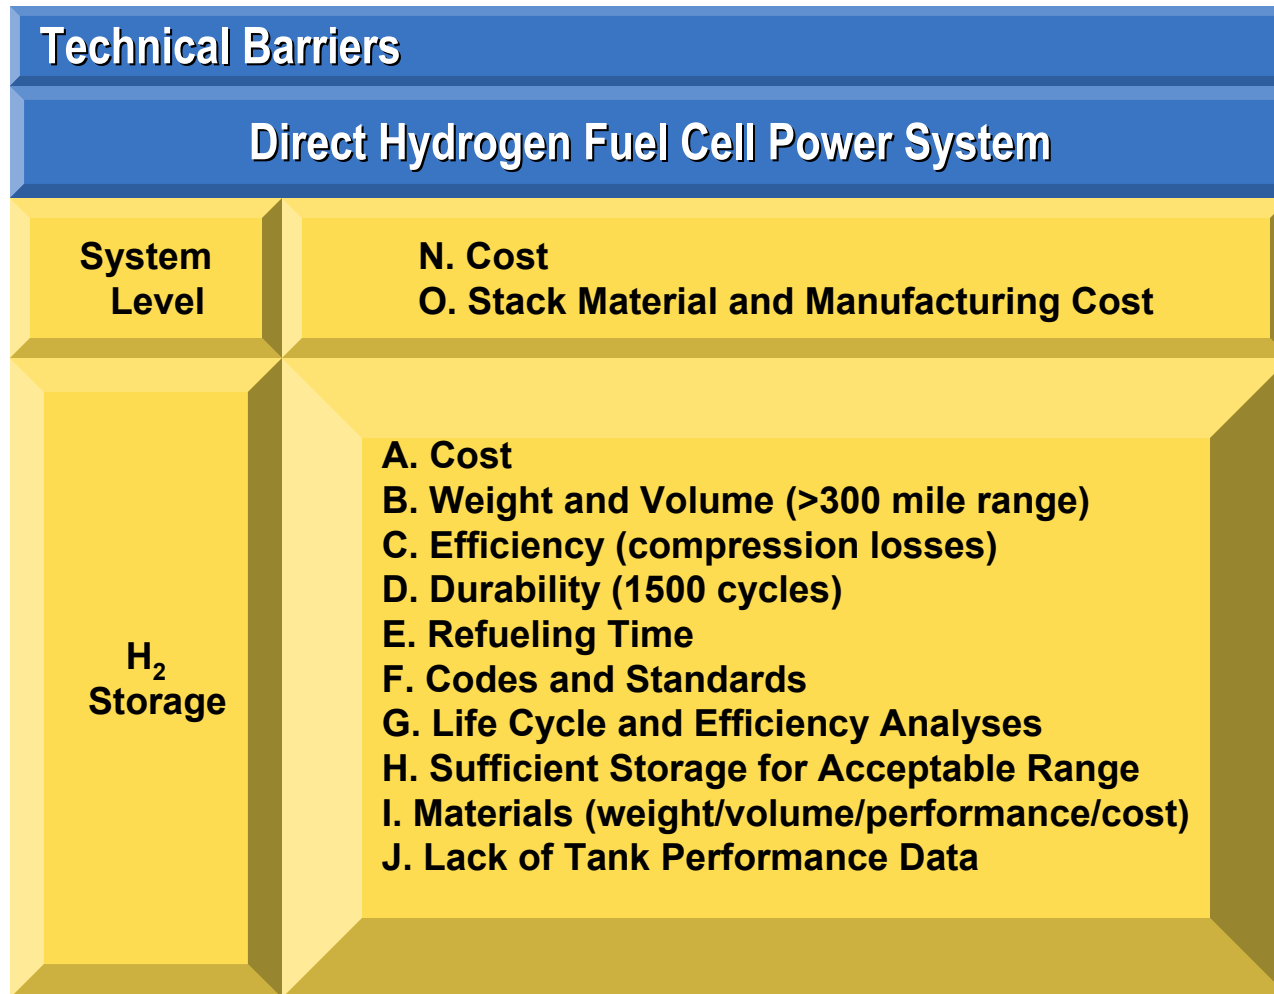 Technical Barriers
Direct Hydrogen Fuel Cell Power System
System
Level
N. Cost
O. Stack Material and Manufacturing Cost
H₂
Storage
A. Cost
B. Weight and Volume (>300 mile range)
C. Efficiency (compression losses)
D. Durability (1500 cycles)
E. Refueling Time
F. Codes and Standards
G. Life Cycle and Efficiency Analyses
H. Sufficient Storage for Acceptable Range
I. Materials (weight/volume/performance/cost)
J. Lack of Tank Performance Data